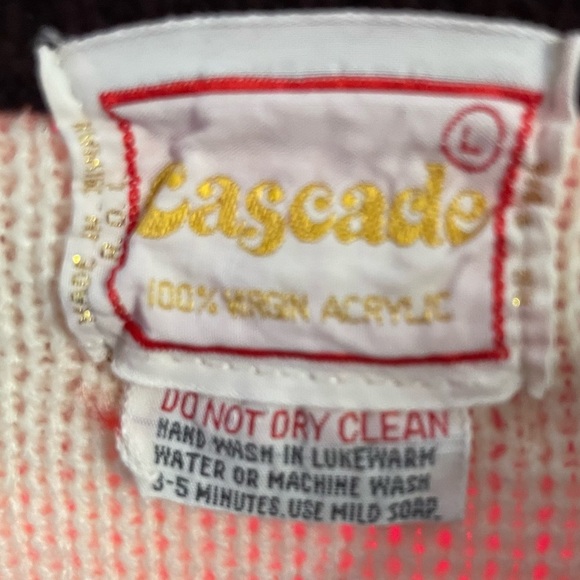 L
Cascade
100% VIRGIN ACRYLIC
DO NOT DRY CLEAN
HAND WASH IN LUKEWARM
WATER OR MACHINE WASH
3-5 MINUTES. USE MILD SOAP.